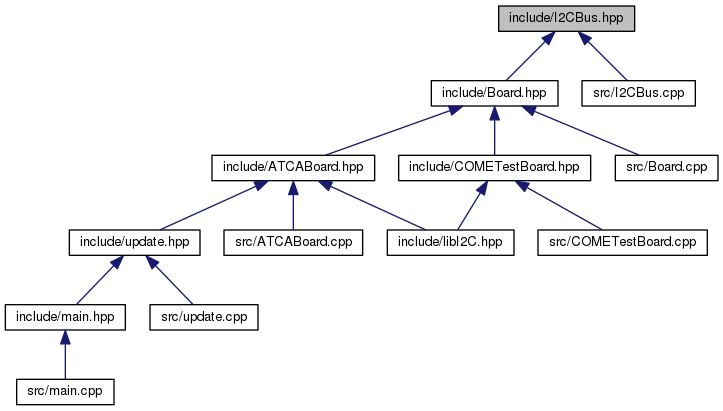 include/I2CBus.hpp
include/Board.hpp
src/I2CBus.cpp
include/ATCABoard.hpp
include/COMETestBoard.hpp
src/Board.cpp
include/update.hpp
src/ATCABoard.cpp
include/libI2C.hpp
src/COMETestBoard.cpp
include/main.hpp
src/update.cpp
src/main.cpp